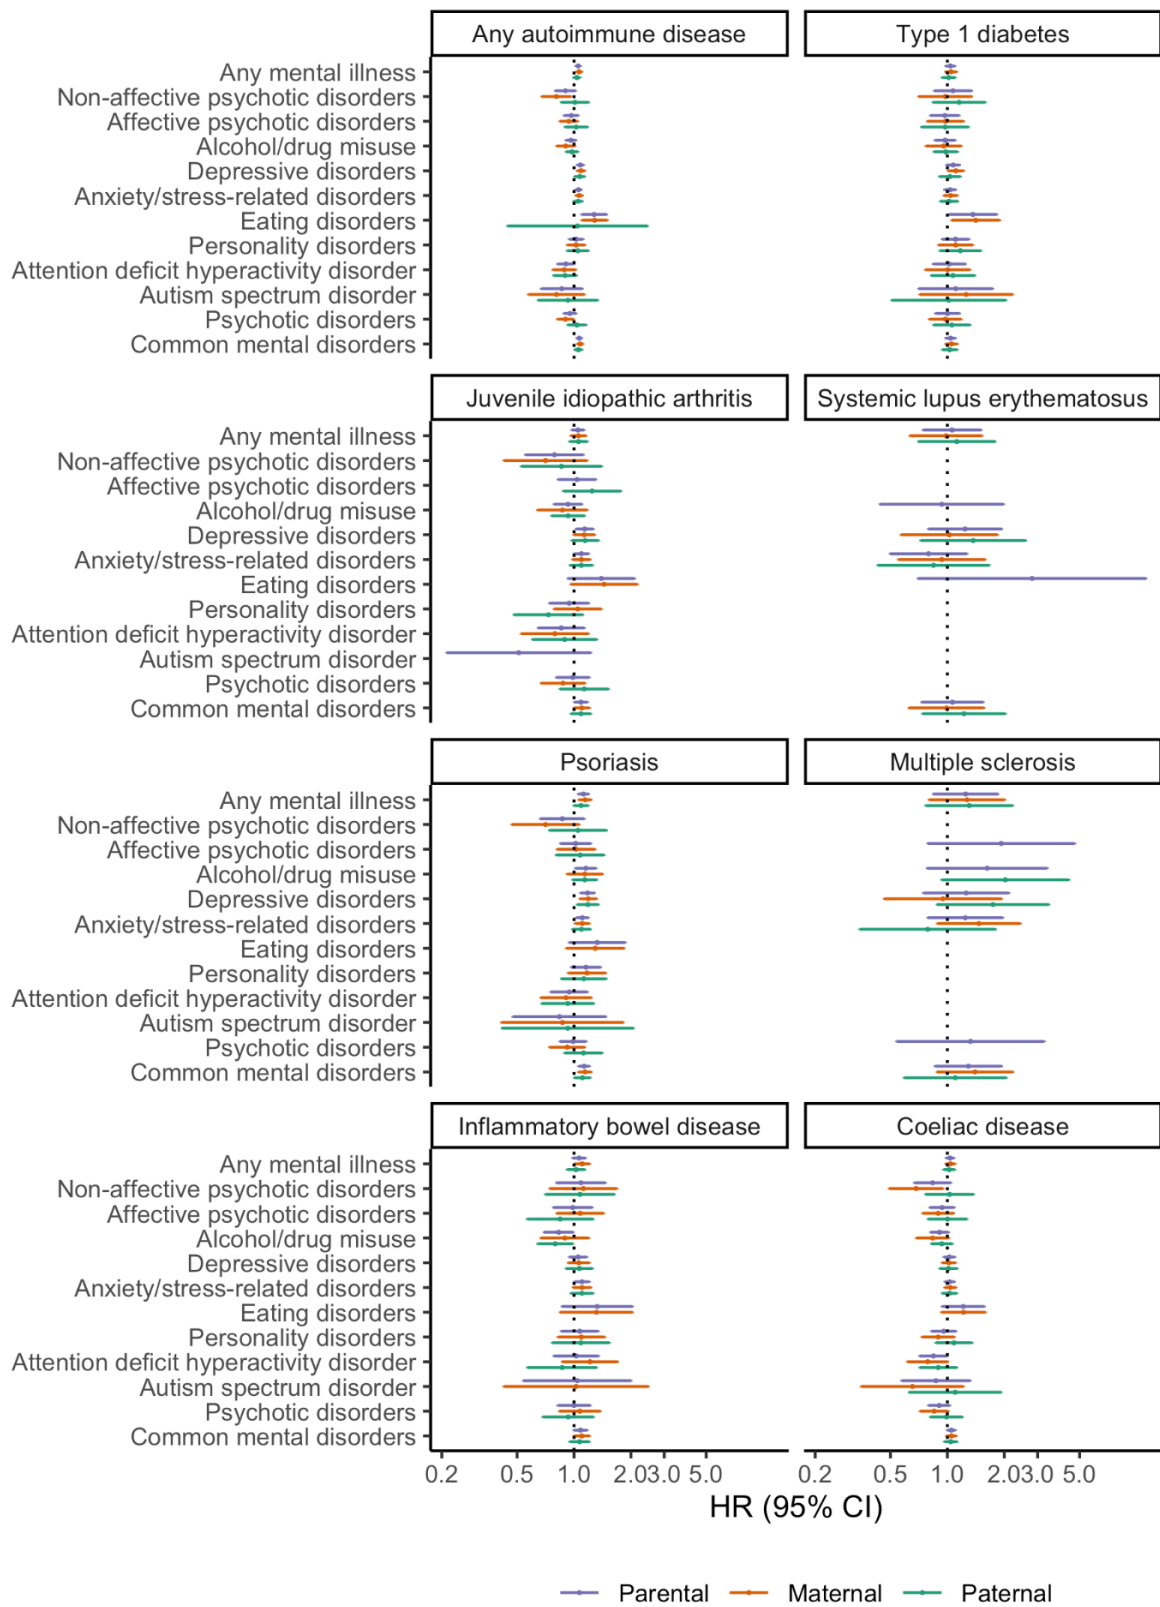 Any autoimmune disease Type 1 diabetes
Any mental illness
Non-affective psychotic disorders
Affective psychotic disorders
Alcohol/drug misuse
Depressive disorders
Anxiety/stress-related disorders
Eating disorders
Personality disorders
Attention deficit hyperactivity disorder
Autism spectrum disorder
Psychotic disorders
Common mental disorders
Juvenile idiopathic arthritis Systemic lupus erythematosus
Any mental illness
Non-affective psychotic disorders
Affective psychotic disorders
Alcohol/drug misuse
Depressive disorders
Anxiety/stress-related disorders
Eating disorders
Personality disorders
Attention deficit hyperactivity disorder
Autism spectrum disorder
Psychotic disorders
Common mental disorders
Psoriasis Multiple sclerosis
Any mental illness
Non-affective psychotic disorders
Affective psychotic disorders
Alcohol/drug misuse
Depressive disorders
Anxiety/stress-related disorders
Eating disorders
Personality disorders
Attention deficit hyperactivity disorder
Autism spectrum disorder
Psychotic disorders
Common mental disorders
Inflammatory bowel disease Coeliac disease
Any mental illness
Non-affective psychotic disorders
Affective psychotic disorders
Alcohol/drug misuse
Depressive disorders
Anxiety/stress-related disorders
Eating disorders
Personality disorders
Attention deficit hyperactivity disorder
Autism spectrum disorder
Psychotic disorders
Common mental disorders
0.2 0.5 1.0 2.0 3.0 5.0 0.2 0.5 1.0 2.0 3.0 5.0
HR (95% CI)
Parental Maternal Paternal